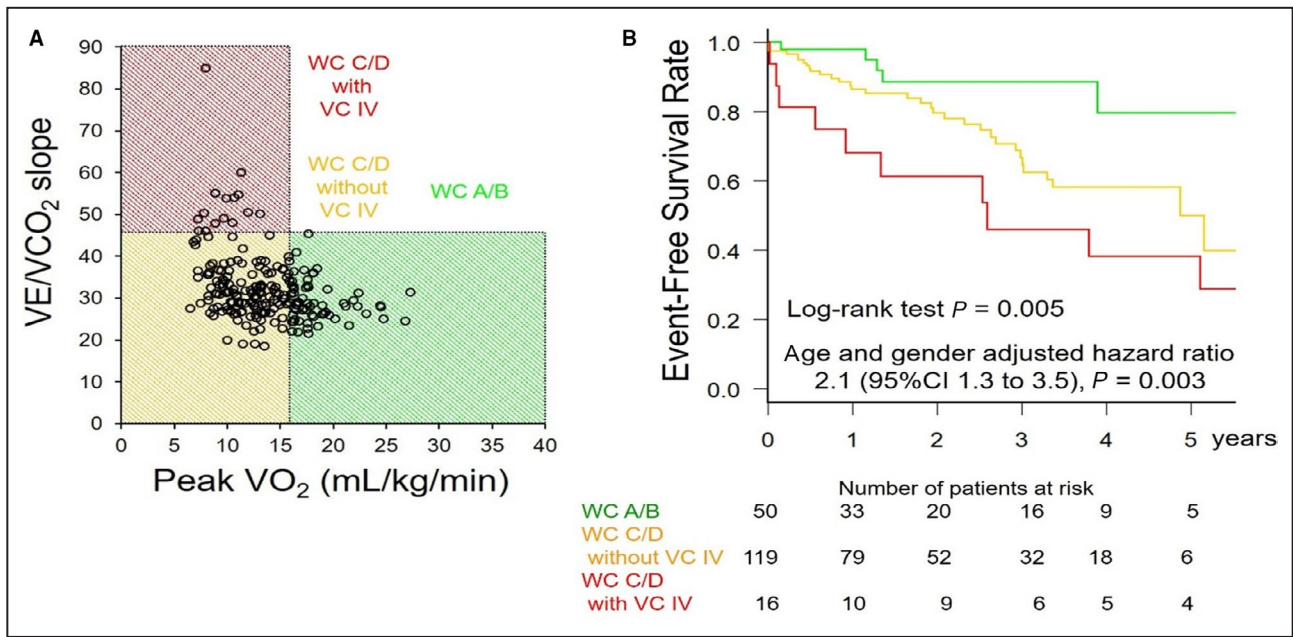 A
VE/VCO2 slope
90
80
70
60
50
40
30
20
10
0
0 5 10 15 20 25 30 35 40
Peak VO2 (mL/kg/min)
WC C/D
with
VC IV
WC C/D
without
VC IV
WC A/B
B
Event-Free Survival Rate
1.0
0.8
0.6
0.4
0.2
0.0
Log-rank test P = 0.005
Age and gender adjusted hazard ratio
2.1 (95%CI 1.3 to 3.5), P = 0.003
0 1 2 3 4 5 years
Number of patients at risk
WC A/B 50 33 20 16 9 5
WC C/D
without VC IV 119 79 52 32 18 6
WC C/D
with VC IV 16 10 9 6 5 4